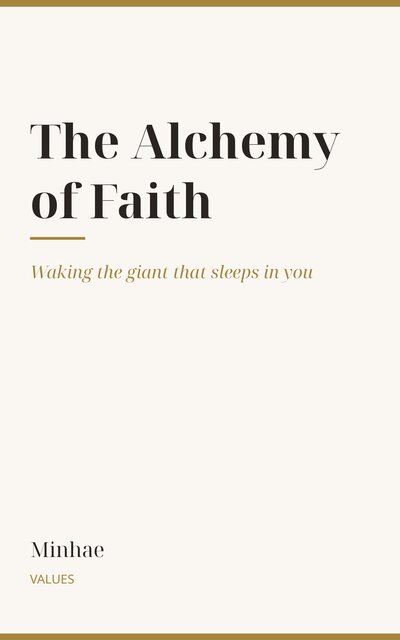 The Alchemy
of Faith
Waking the giant that sleeps in you
Minhae
VALUES